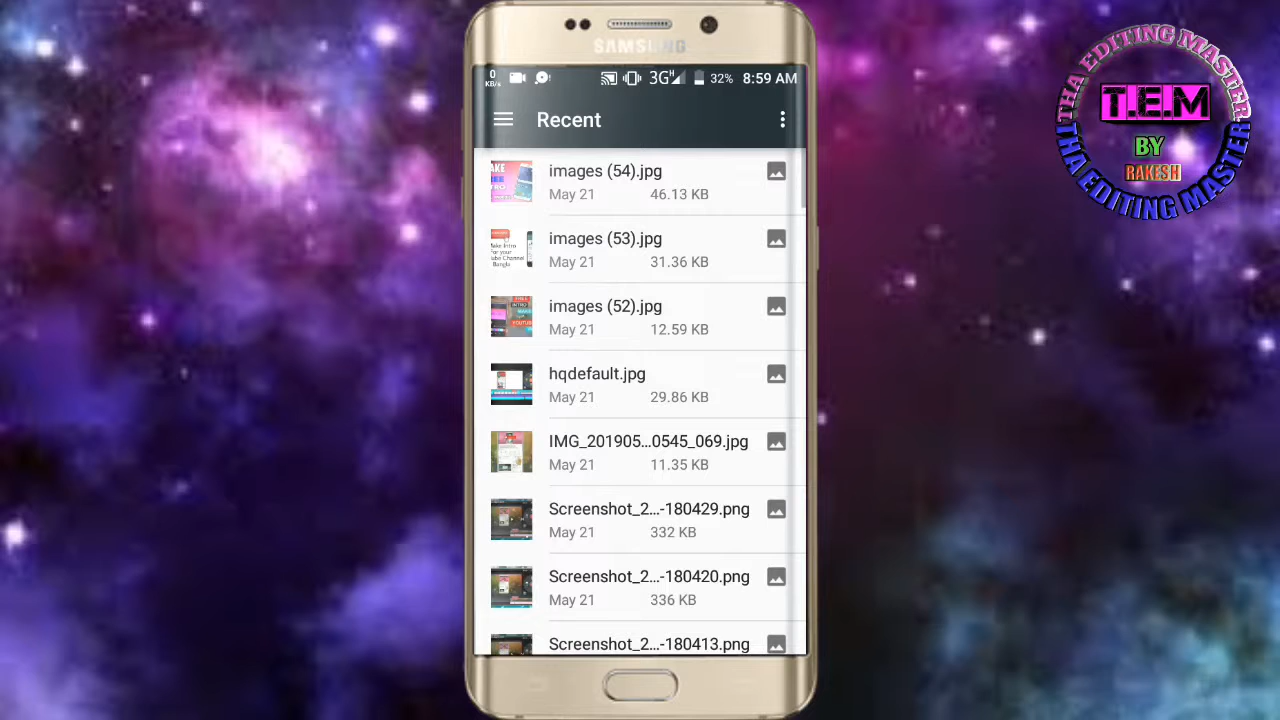 SAMSUNG
0
KB/s
3G H
32%
8:59 AM
Recent
images (54).jpg
May 21 46.13 KB
images (53).jpg
May 21 31.36 KB
images (52).jpg
May 21 12.59 KB
hqdefault.jpg
May 21 29.86 KB
IMG_201905...0545_069.jpg
May 21 11.35 KB
Screenshot_2...-180429.png
May 21 332 KB
Screenshot_2...-180420.png
May 21 336 KB
Screenshot_2...-180413.png
THA EDITING MASTER
T.E.M
BY
RAKESH
THA EDITING MASTER